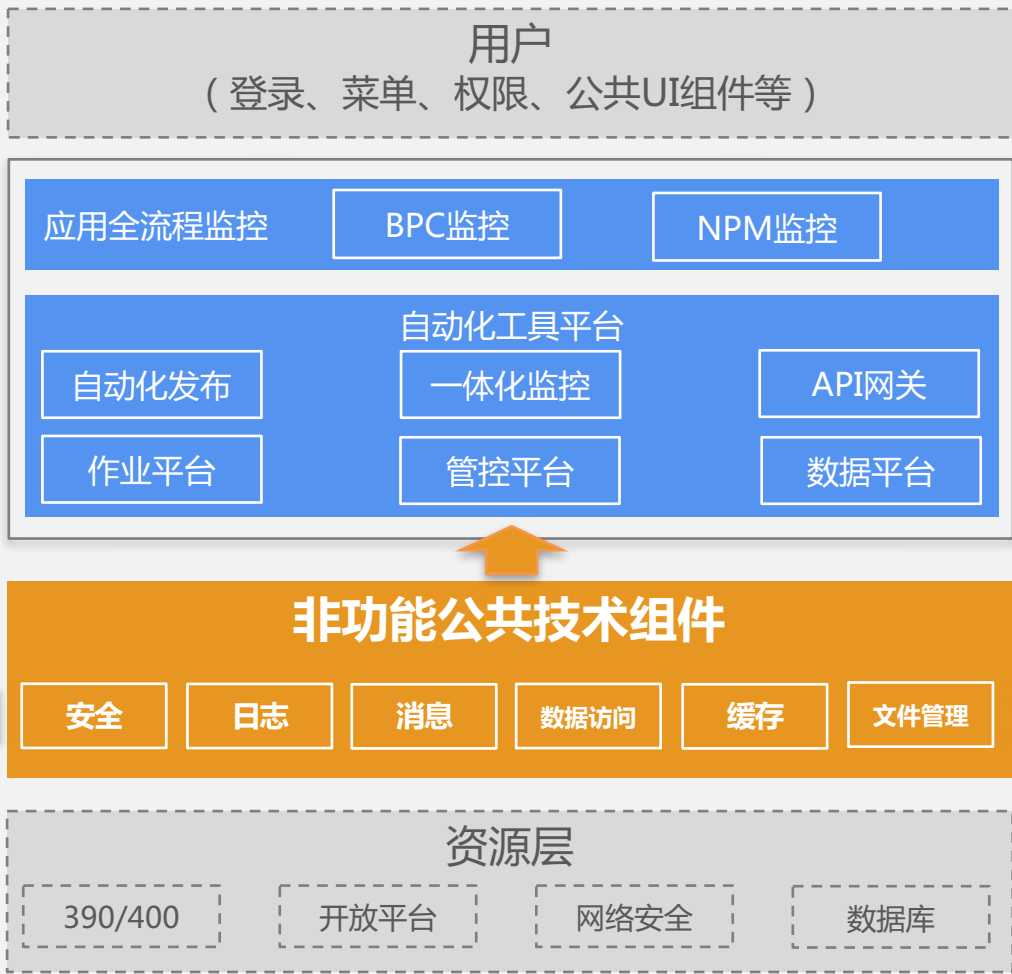 用户
（登录、菜单、权限、公共UI组件等）
应用全流程监控 BPC监控 NPM监控
自动化工具平台
自动化发布 一体化监控 API网关
作业平台 管控平台 数据平台
非功能公共技术组件
安全 日志 消息 数据访问 缓存 文件管理
资源层
390/400 开放平台 网络安全 数据库